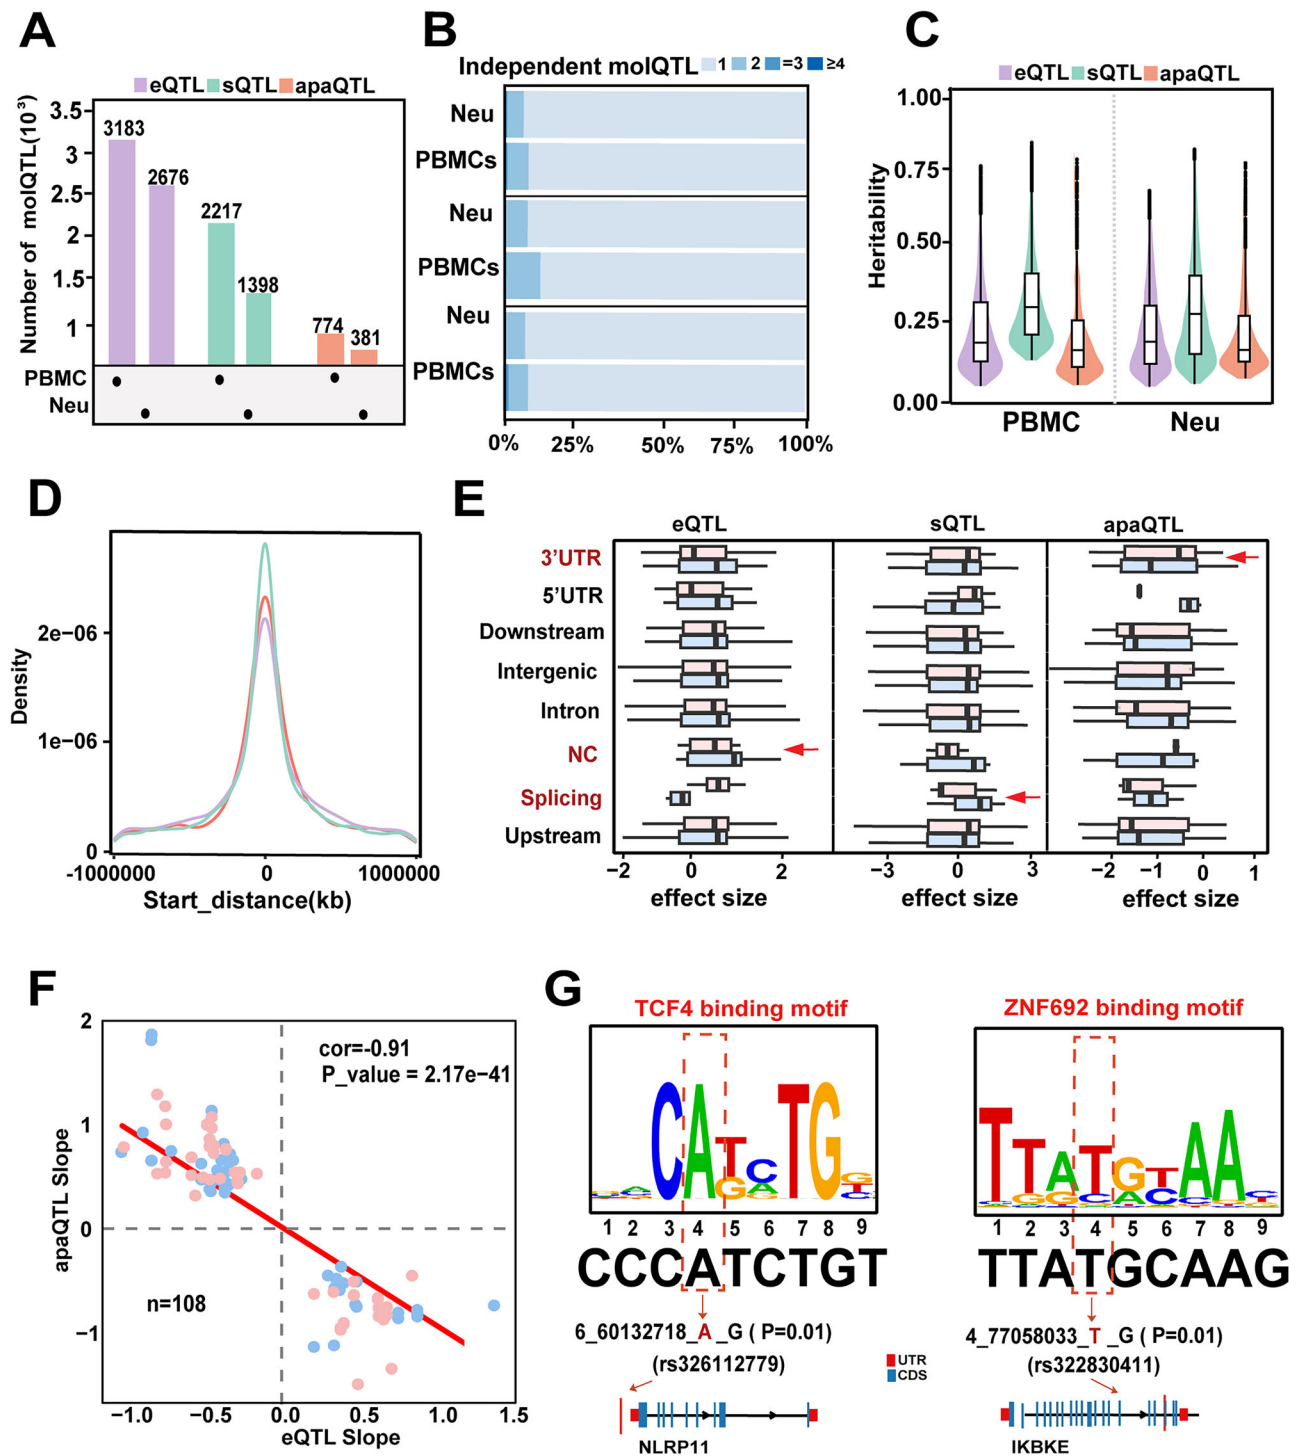 A
eQTL sQTL apaQTL
Number of molQTL(10³)
3.5
3
2.5
2
1.5
1
3183
2676
2217
1398
774
381
PBMC
Neu
B
Independent molQTL 1 2 =3 ≥4
Neu
PBMCs
Neu
PBMCs
Neu
PBMCs
0% 25% 50% 75% 100%
C
eQTL sQTL apaQTL
Heritability
1.00
0.75
0.50
0.25
0.00
PBMC Neu
D
Density
2e−06
1e−06
0
-1000000 0 1000000
Start_distance(kb)
E
eQTL sQTL apaQTL
3'UTR
5'UTR
Downstream
Intergenic
Intron
NC
Splicing
Upstream
−2 0 2
−3 0 3
−2 −1 0 1
effect size effect size effect size
F
apaQTL Slope
2
1
0
−1
cor=-0.91
P_value = 2.17e−41
n=108
−1.0 −0.5 0.0 0.5 1.0 1.5
eQTL Slope
G
TCF4 binding motif
1 2 3 4 5 6 7 8 9
CCCATCTGT
6_60132718_A_G ( P=0.01)
(rs326112779)
NLRP11
UTR
CDS
ZNF692 binding motif
1 2 3 4 5 6 7 8 9
TTATGCAAG
4_77058033_T_G ( P=0.01)
(rs322830411)
IKBKE